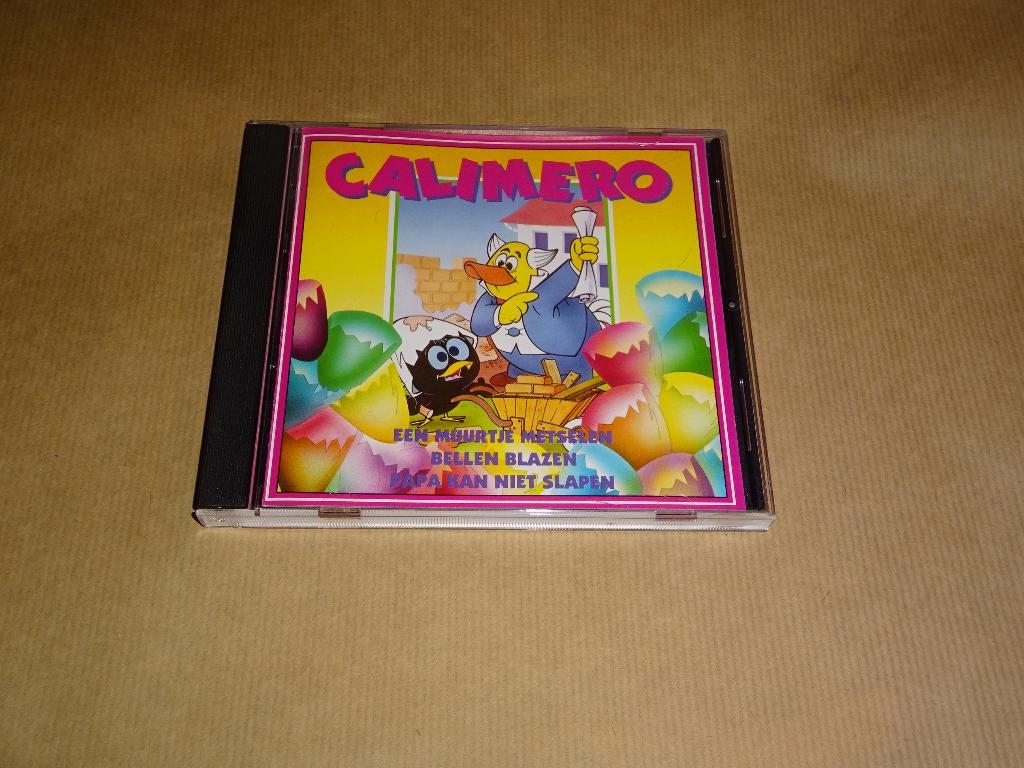 CALIMERO
EEN MUURTJE METSELEN
BELLEN BLAZEN
PAPA KAN NIET SLAPEN